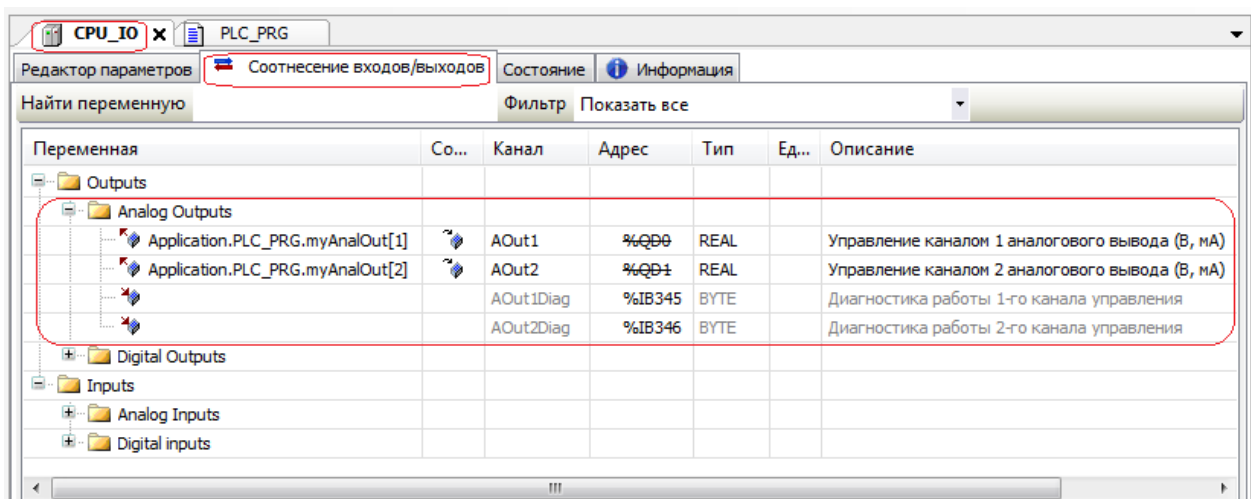 CPU_IO PLC_PRG
Редактор параметров Соотнесение входов/выходов Состояние Информация
Найти переменную Фильтр Показать все
Переменная Со... Канал Адрес Тип Ед... Описание
Outputs
Analog Outputs
Application.PLC_PRG.myAnalOut[1] AOut1 %QD0 REAL Управление каналом 1 аналогового вывода (В, мА)
Application.PLC_PRG.myAnalOut[2] AOut2 %QD1 REAL Управление каналом 2 аналогового вывода (В, мА)
AOut1Diag %IB345 BYTE Диагностика работы 1-го канала управления
AOut2Diag %IB346 BYTE Диагностика работы 2-го канала управления
Digital Outputs
Inputs
Analog Inputs
Digital inputs